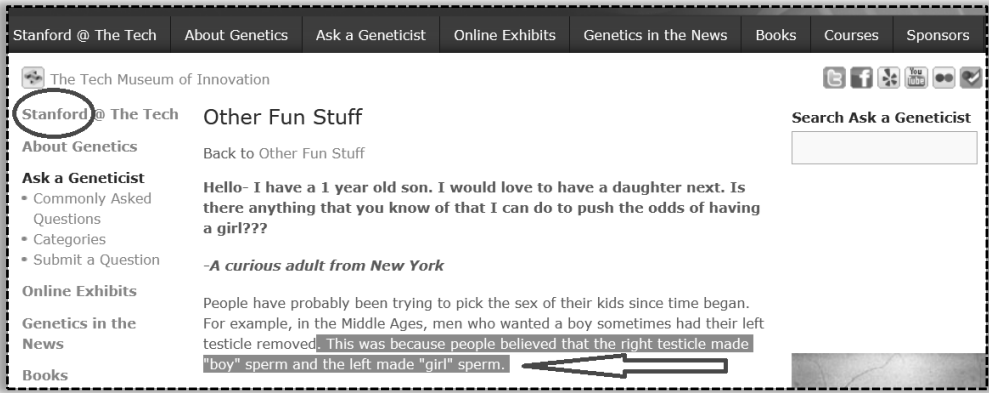 Stanford @ The Tech About Genetics Ask a Geneticist Online Exhibits Genetics in the News Books Courses Sponsors
The Tech Museum of Innovation
You
Tube
Stanford @ The Tech
About Genetics
Ask a Geneticist
• Commonly Asked
Questions
• Categories
• Submit a Question
Online Exhibits
Genetics in the
News
Books
Other Fun Stuff
Back to Other Fun Stuff
Hello- I have a 1 year old son. I would love to have a daughter next. Is
there anything that you know of that I can do to push the odds of having
a girl???
-A curious adult from New York
People have probably been trying to pick the sex of their kids since time began.
For example, in the Middle Ages, men who wanted a boy sometimes had their left
testicle removed. This was because people believed that the right testicle made
"boy" sperm and the left made "girl" sperm.
Search Ask a Geneticist